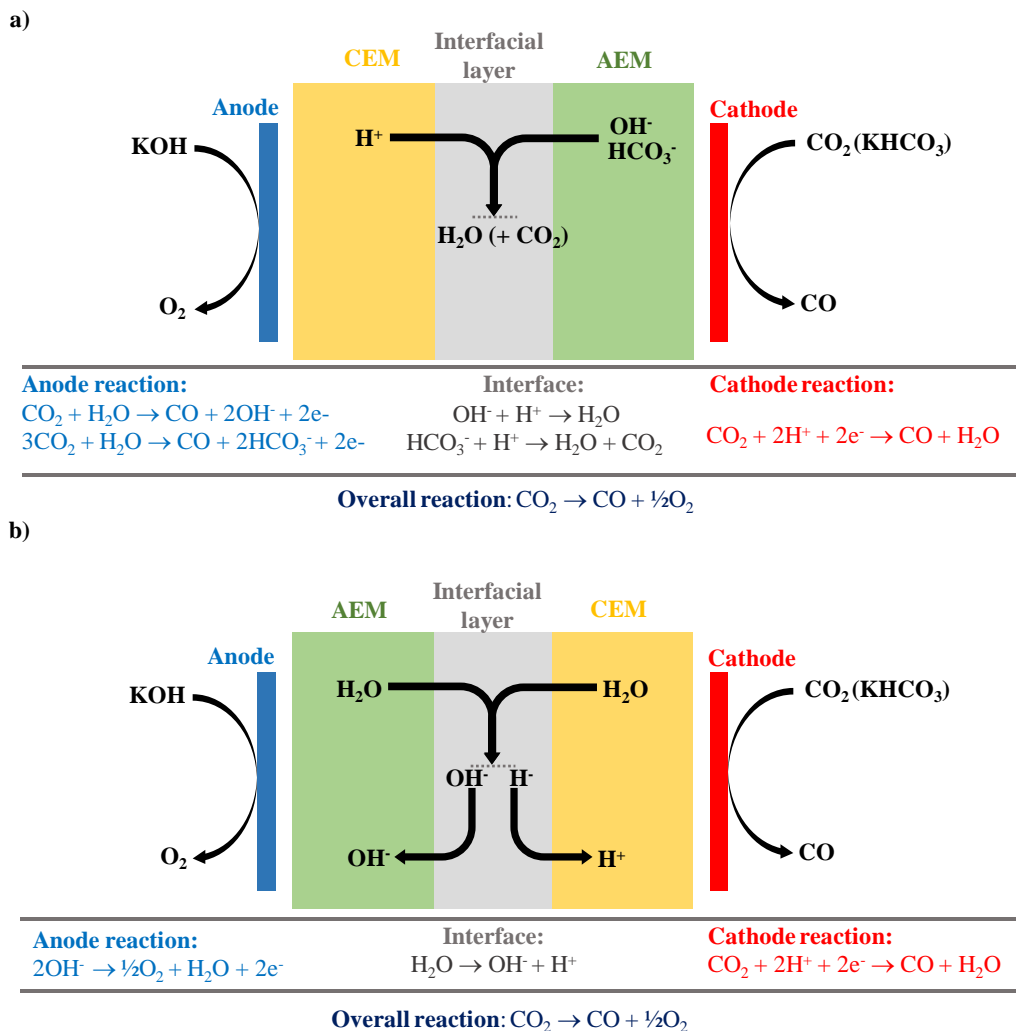 a)
CEM
Interfacial
layer
AEM
Anode
Cathode
KOH
H⁺
OH⁻
HCO₃⁻
CO₂ (KHCO₃)
H₂O (+ CO₂)
O₂
CO
Anode reaction:
CO₂ + H₂O → CO + 2OH⁻ + 2e-
3CO₂ + H₂O → CO + 2HCO₃⁻ + 2e-
Interface:
OH⁻ + H⁺ → H₂O
HCO₃⁻ + H⁺ → H₂O + CO₂
Cathode reaction:
CO₂ + 2H⁺ + 2e⁻ → CO + H₂O
Overall reaction: CO₂ → CO + ½O₂
b)
AEM
Interfacial
layer
CEM
Anode
Cathode
KOH
H₂O
H₂O
CO₂ (KHCO₃)
OH⁻
H⁻
O₂
OH⁻
H⁺
CO
Anode reaction:
2OH⁻ → ½O₂ + H₂O + 2e⁻
Interface:
H₂O → OH⁻ + H⁺
Cathode reaction:
CO₂ + 2H⁺ + 2e⁻ → CO + H₂O
Overall reaction: CO₂ → CO + ½O₂